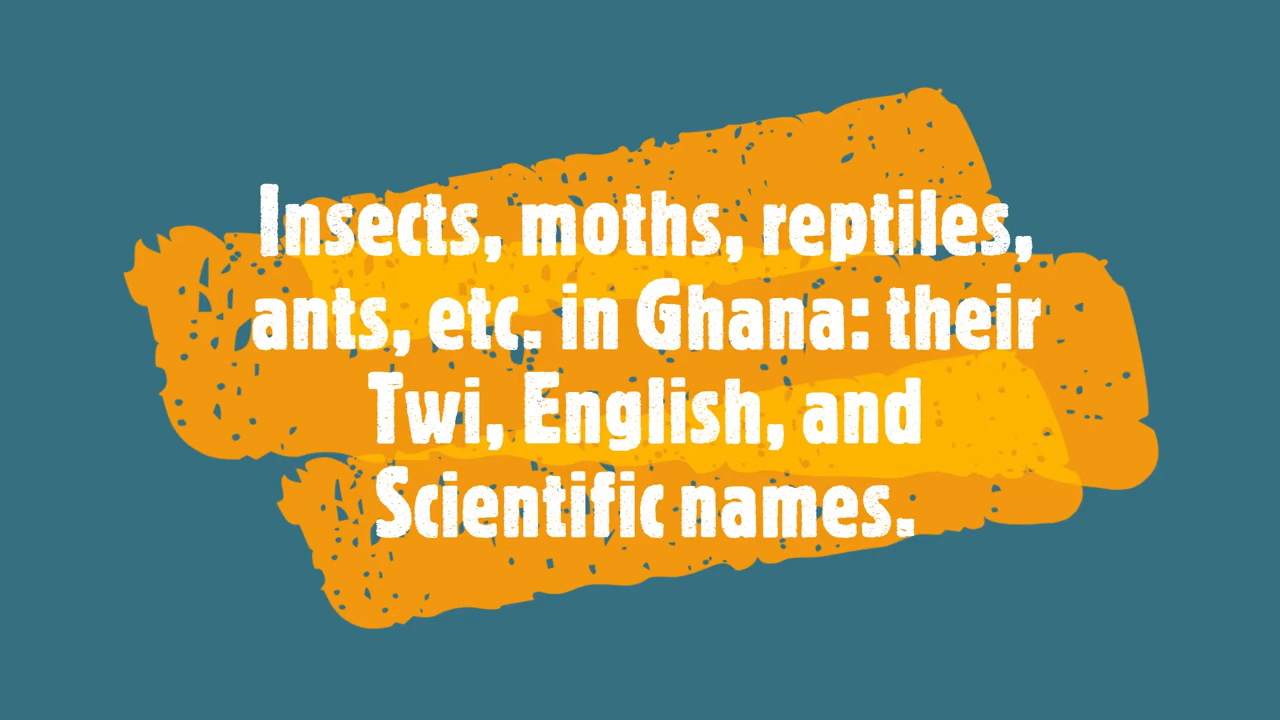 Insects, moths, reptiles,
ants, etc. in Ghana: their
Twi, English, and
Scientific names.